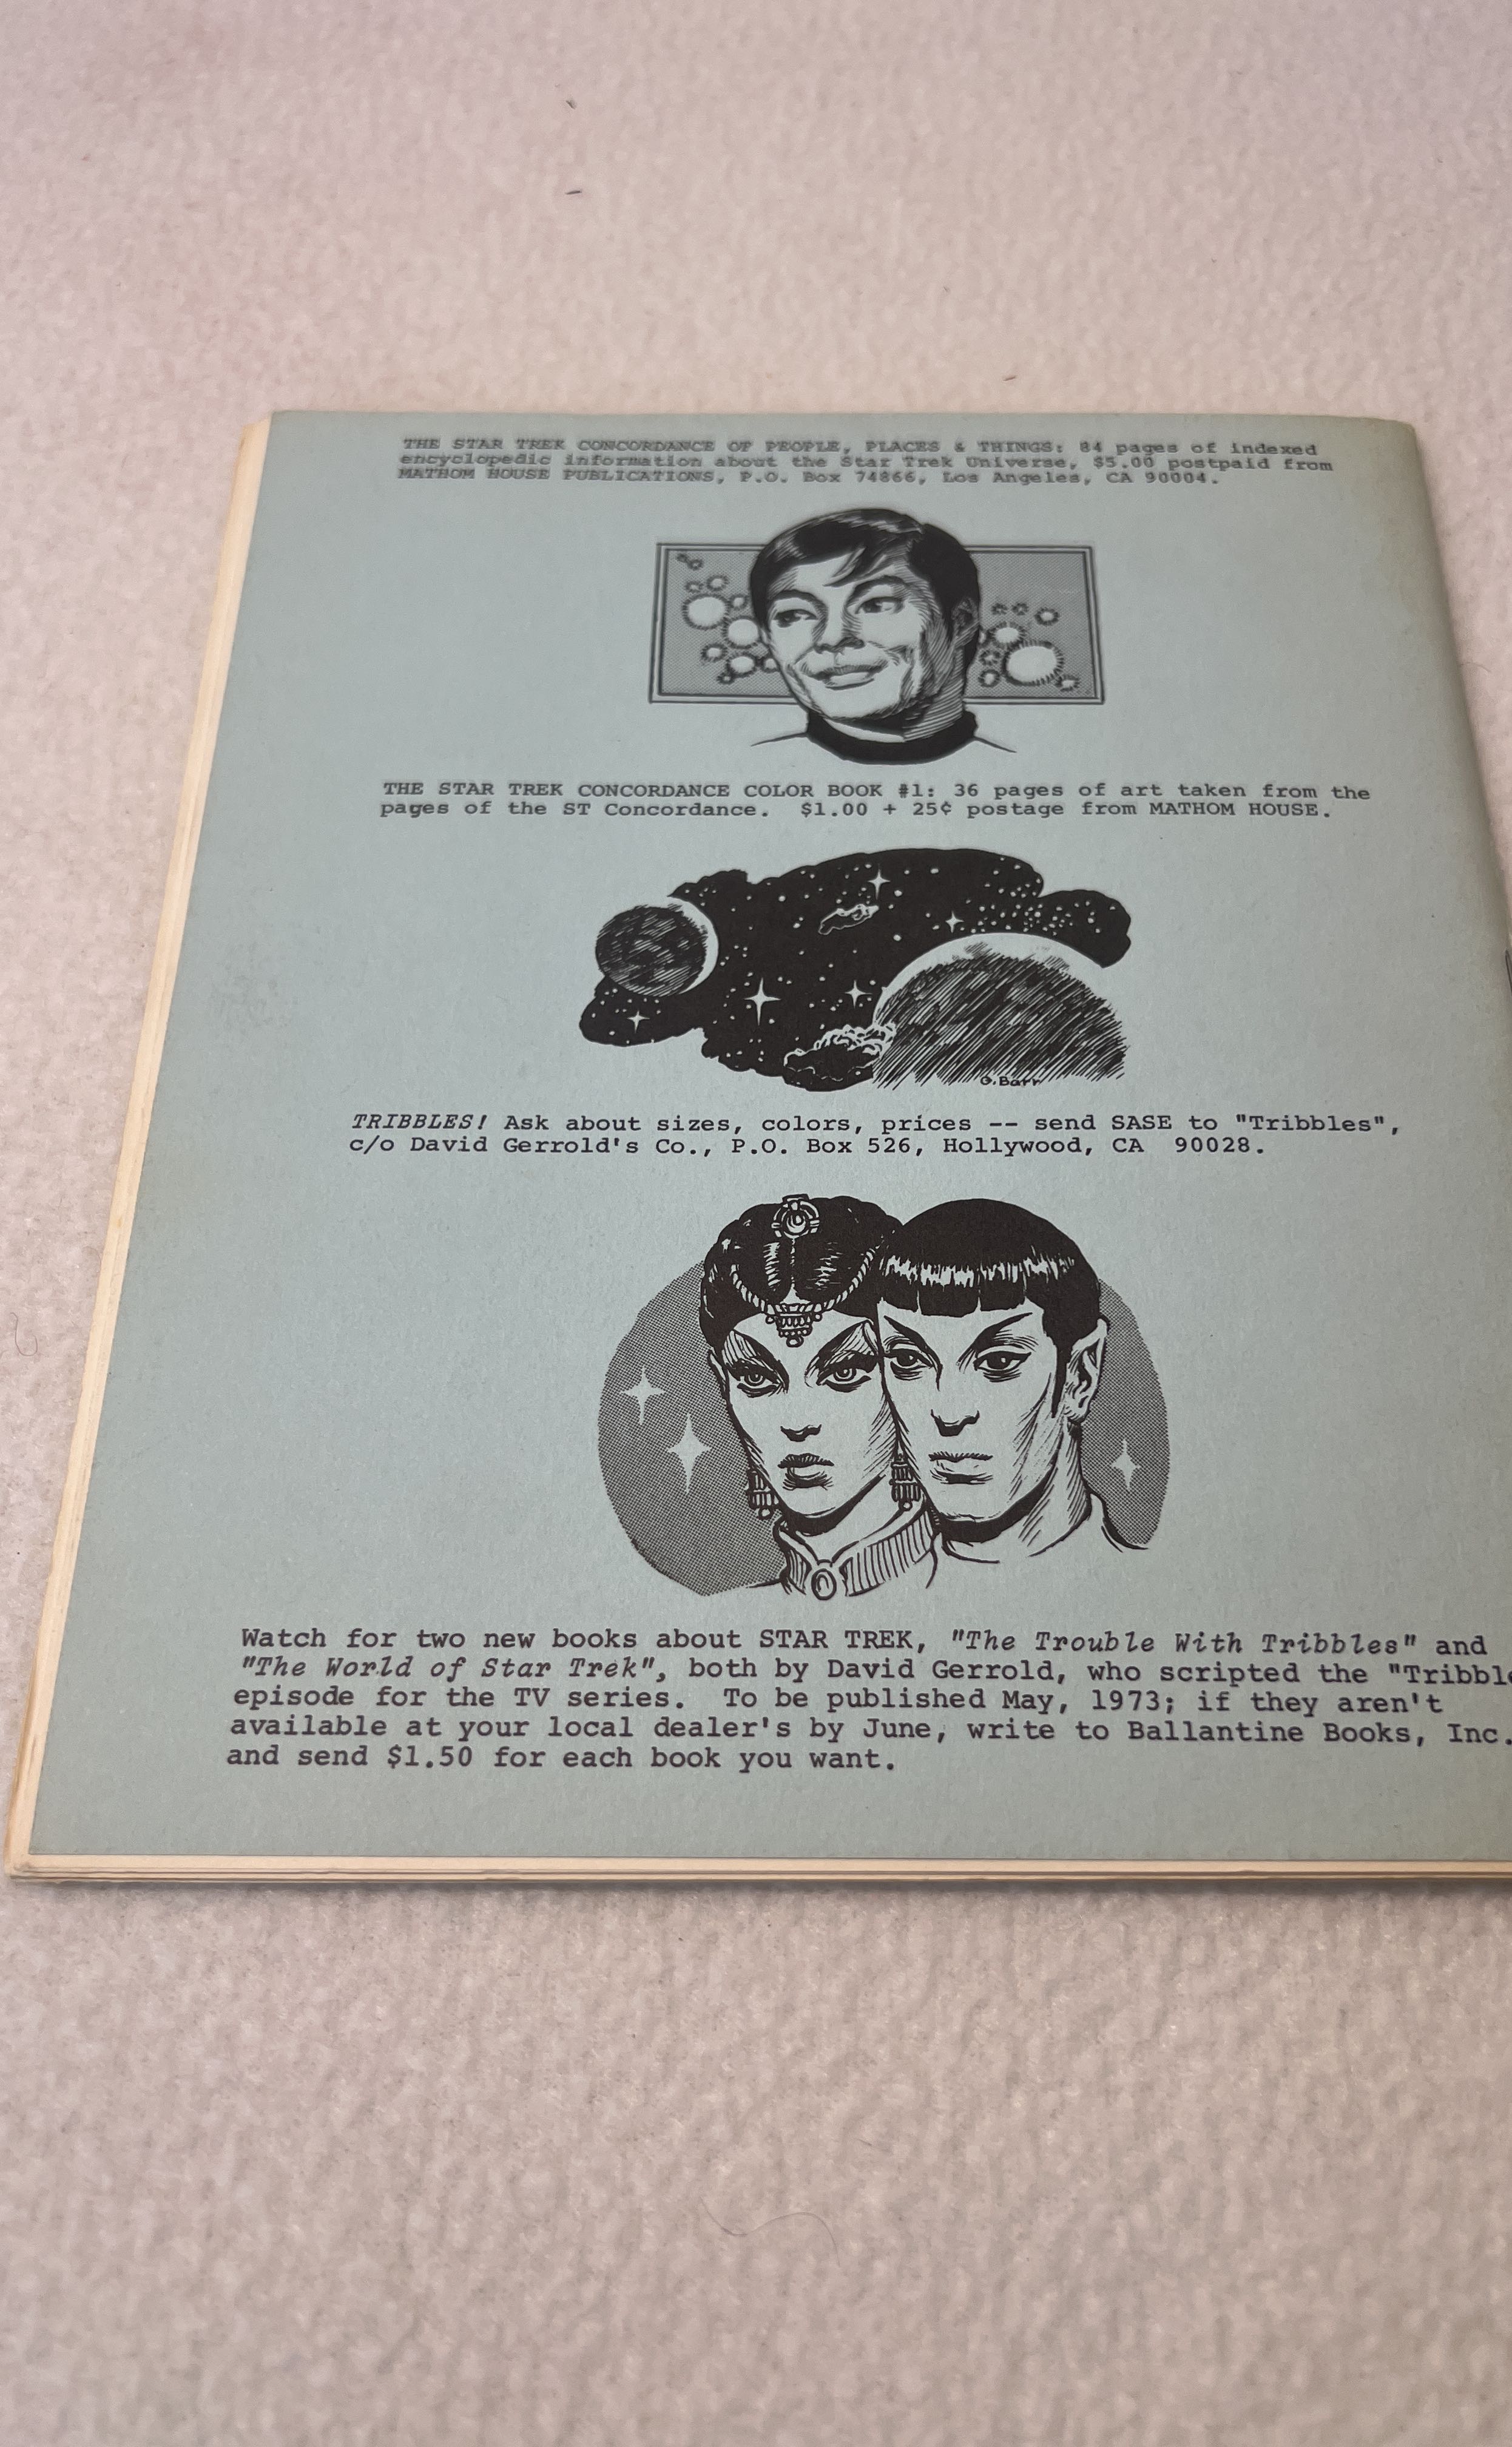 THE STAR TREK CONCORDANCE OF PEOPLE, PLACES & THINGS: 84 pages of indexed
encyclopedic information about the Star Trek Universe, $5.00 postpaid from
MATHOM HOUSE PUBLICATIONS, P.O. Box 74866, Los Angeles, CA 90004.
THE STAR TREK CONCORDANCE COLOR BOOK #1: 36 pages of art taken from the
pages of the ST Concordance. $1.00 + 25¢ postage from MATHOM HOUSE.
G.Barr
TRIBBLES! Ask about sizes, colors, prices -- send SASE to "Tribbles",
c/o David Gerrold's Co., P.O. Box 526, Hollywood, CA 90028.
Watch for two new books about STAR TREK, "The Trouble With Tribbles" and
"The World of Star Trek", both by David Gerrold, who scripted the "Tribble
episode for the TV series. To be published May, 1973; if they aren't
available at your local dealer's by June, write to Ballantine Books, Inc.
and send $1.50 for each book you want.